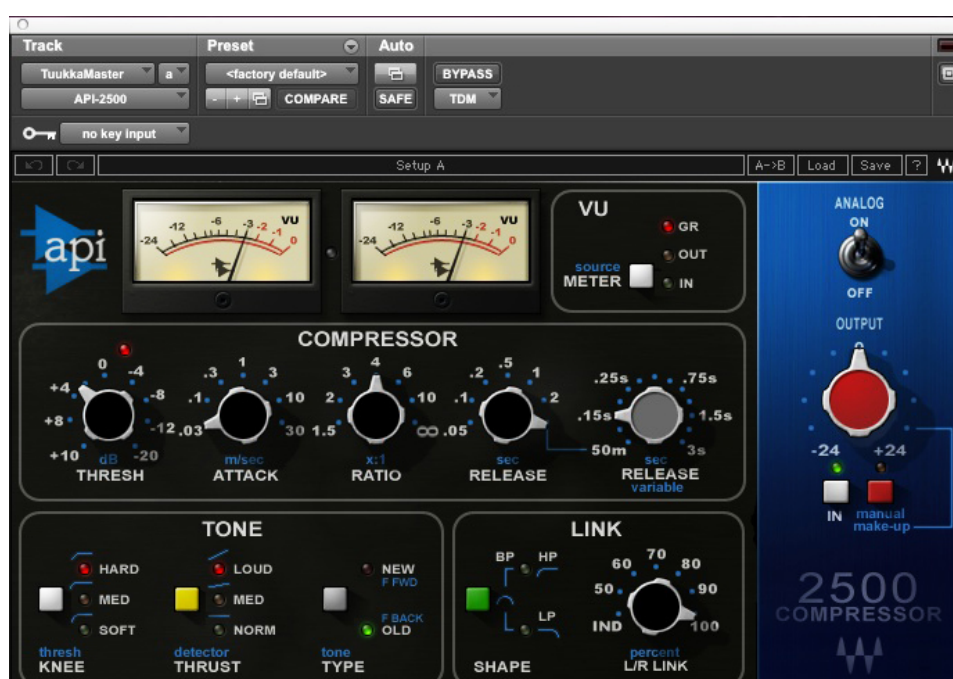 Track Preset Auto
TuukkaMaster a <factory default> BYPASS
API-2500 - + COMPARE SAFE TDM
no key input
Setup A A->B Load Save ?
api
-24 -12 -6 -3 -2 -1 0 VU
-24 -12 -6 -3 -2 -1 0 VU
VU
GR
OUT
IN
source
METER
ANALOG
ON
OFF
COMPRESSOR
+10 +8 +4 0 -4 -8 -12 -20
dB
THRESH
.03 .1 .3 1 3 10 30
m/sec
ATTACK
1.5 2 3 4 6 10 ∞
x:1
RATIO
.05 .1 .2 .5 1 2
sec
RELEASE
50m .15s .25s .75s 1.5s 3s
sec
RELEASE
variable
OUTPUT
0
-24 +24
IN manual
make-up
TONE
HARD
MED
SOFT
thresh
KNEE
LOUD
MED
NORM
detector
THRUST
NEW
F FWD
F BACK
OLD
tone
TYPE
LINK
BP HP
LP
SHAPE
IND 50 60 70 80 90 100
percent
L/R LINK
2500
COMPRESSOR